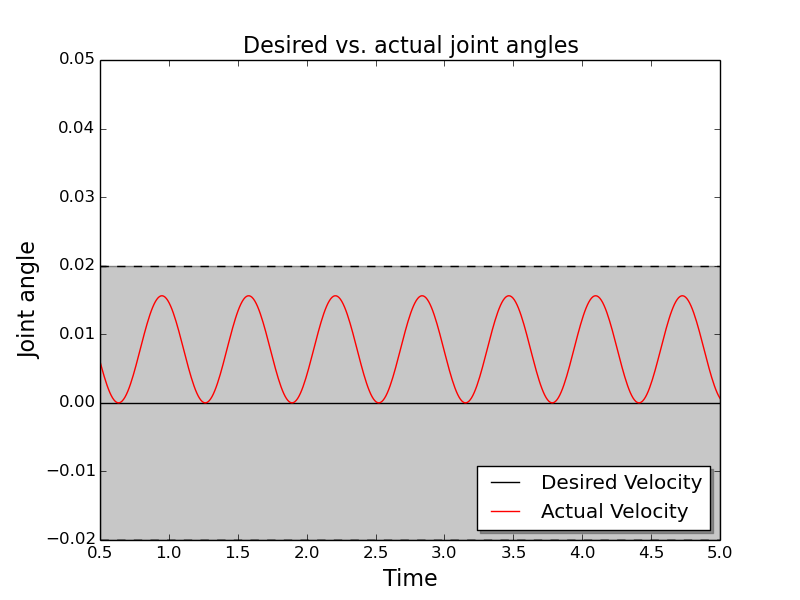 Desired vs. actual joint angles
0.05
0.04
0.03
0.02
0.01
0.00
−0.01
−0.02
Joint angle
Desired Velocity
Actual Velocity
0.5 1.0 1.5 2.0 2.5 3.0 3.5 4.0 4.5 5.0
Time